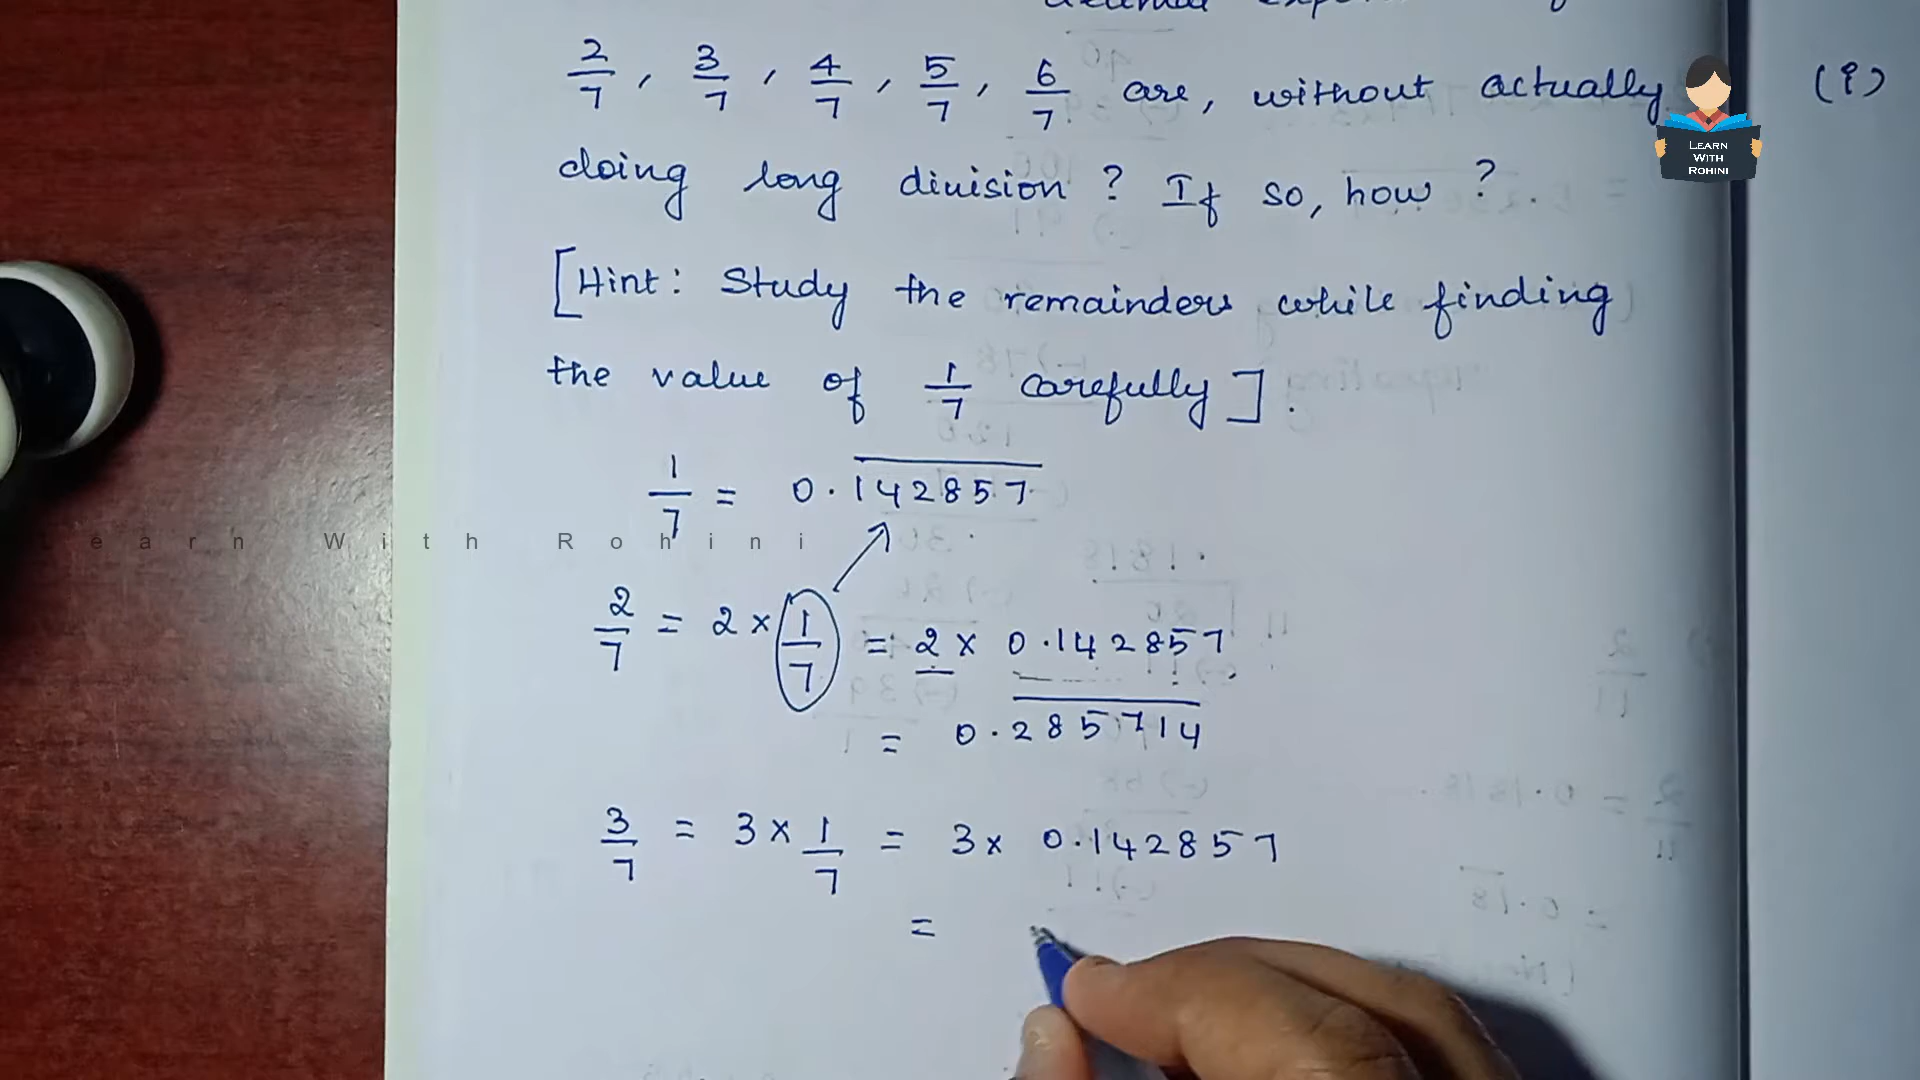 2/7, 3/7, 4/7, 5/7, 6/7 are, without actually (i)
doing long division ? If so, how ?
[Hint: Study the remainders while finding
the value of 1/7 carefully].
1/7 = 0.142857
Learn With Rohini
2/7 = 2 × 1/7 = 2 × 0.142857
= 0.285714
3/7 = 3 × 1/7 = 3 × 0.142857
=
LEARN
WITH
ROHINI